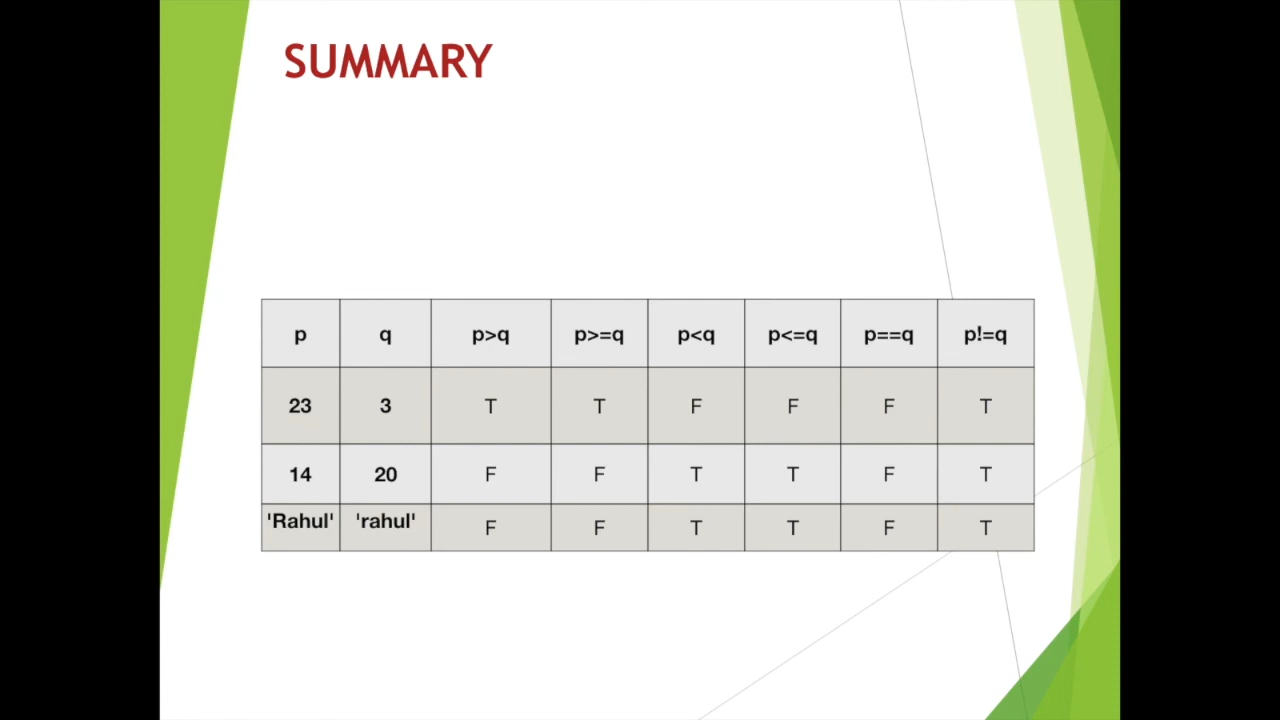 SUMMARY
p q p>q p>=q p<q p<=q p==q p!=q
23 3 T T F F F T
14 20 F F T T F T
'Rahul' 'rahul' F F T T F T